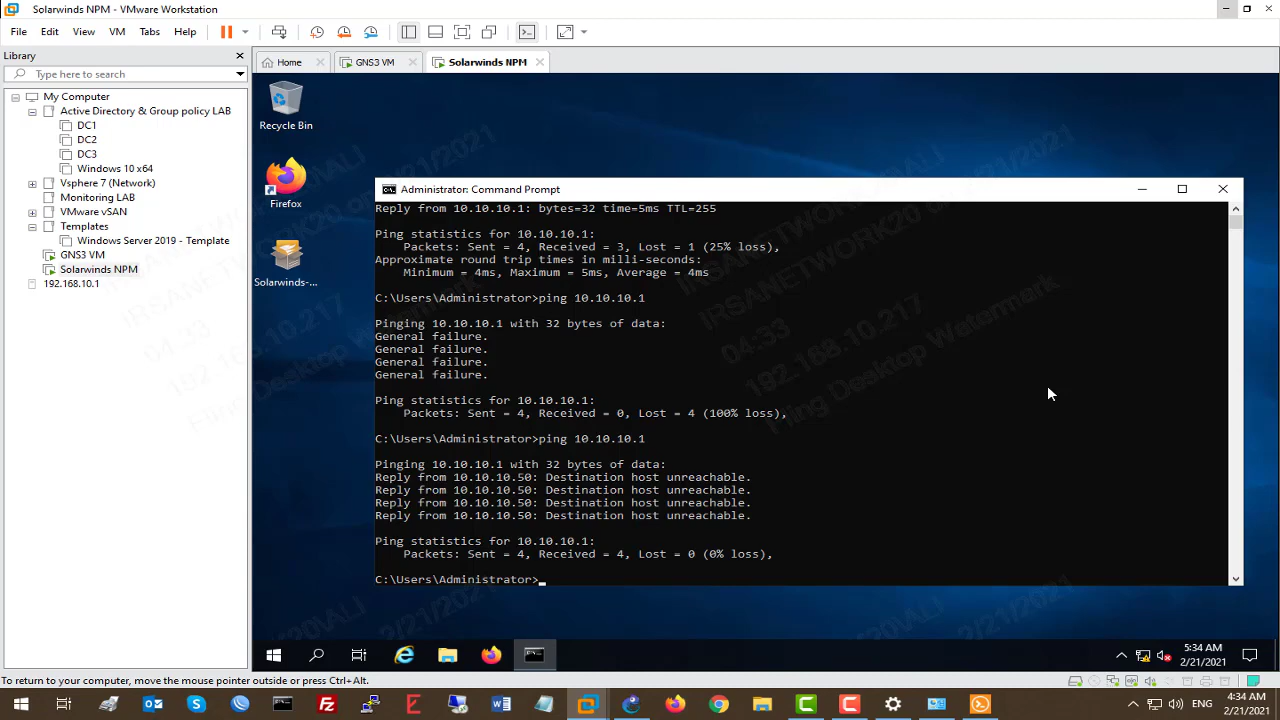 Solarwinds NPM - VMware Workstation
File Edit View VM Tabs Help
Library
Type here to search
My Computer
Active Directory & Group policy LAB
DC1
DC2
DC3
Windows 10 x64
Vsphere 7 (Network)
Monitoring LAB
VMware vSAN
Templates
Windows Server 2019 - Template
GNS3 VM
Solarwinds NPM
192.168.10.1
Home GNS3 VM Solarwinds NPM
Recycle Bin
Firefox
Solarwinds-...
Administrator: Command Prompt
Reply from 10.10.10.1: bytes=32 time=5ms TTL=255
Ping statistics for 10.10.10.1:
Packets: Sent = 4, Received = 3, Lost = 1 (25% loss),
Approximate round trip times in milli-seconds:
Minimum = 4ms, Maximum = 5ms, Average = 4ms
C:\Users\Administrator>ping 10.10.10.1
Pinging 10.10.10.1 with 32 bytes of data:
General failure.
General failure.
General failure.
General failure.
Ping statistics for 10.10.10.1:
Packets: Sent = 4, Received = 0, Lost = 4 (100% loss),
C:\Users\Administrator>ping 10.10.10.1
Pinging 10.10.10.1 with 32 bytes of data:
Reply from 10.10.10.50: Destination host unreachable.
Reply from 10.10.10.50: Destination host unreachable.
Reply from 10.10.10.50: Destination host unreachable.
Reply from 10.10.10.50: Destination host unreachable.
Ping statistics for 10.10.10.1:
Packets: Sent = 4, Received = 4, Lost = 0 (0% loss),
C:\Users\Administrator>
5:34 AM
2/21/2021
To return to your computer, move the mouse pointer outside or press Ctrl+Alt.
ENG
4:34 AM
2/21/2021